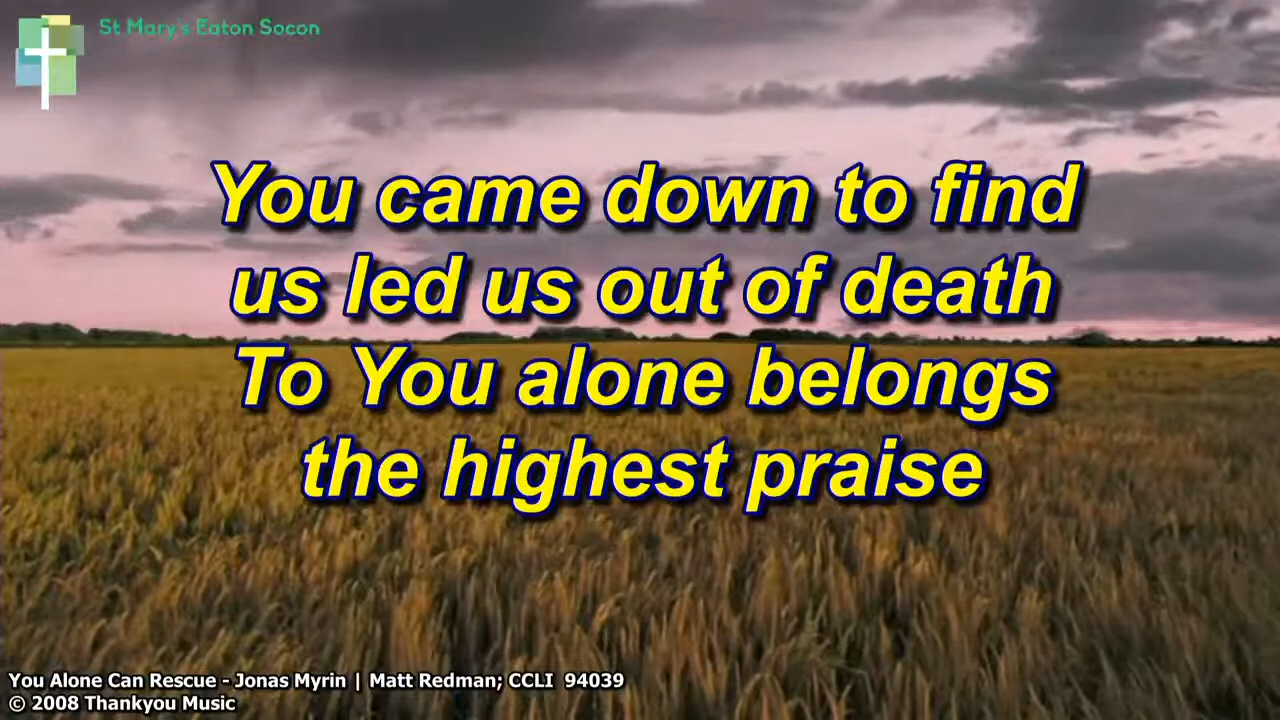 St Mary's Eaton Socon
You came down to find
us led us out of death
To You alone belongs
the highest praise
You Alone Can Rescue - Jonas Myrin | Matt Redman; CCLI 94039
© 2008 Thankyou Music